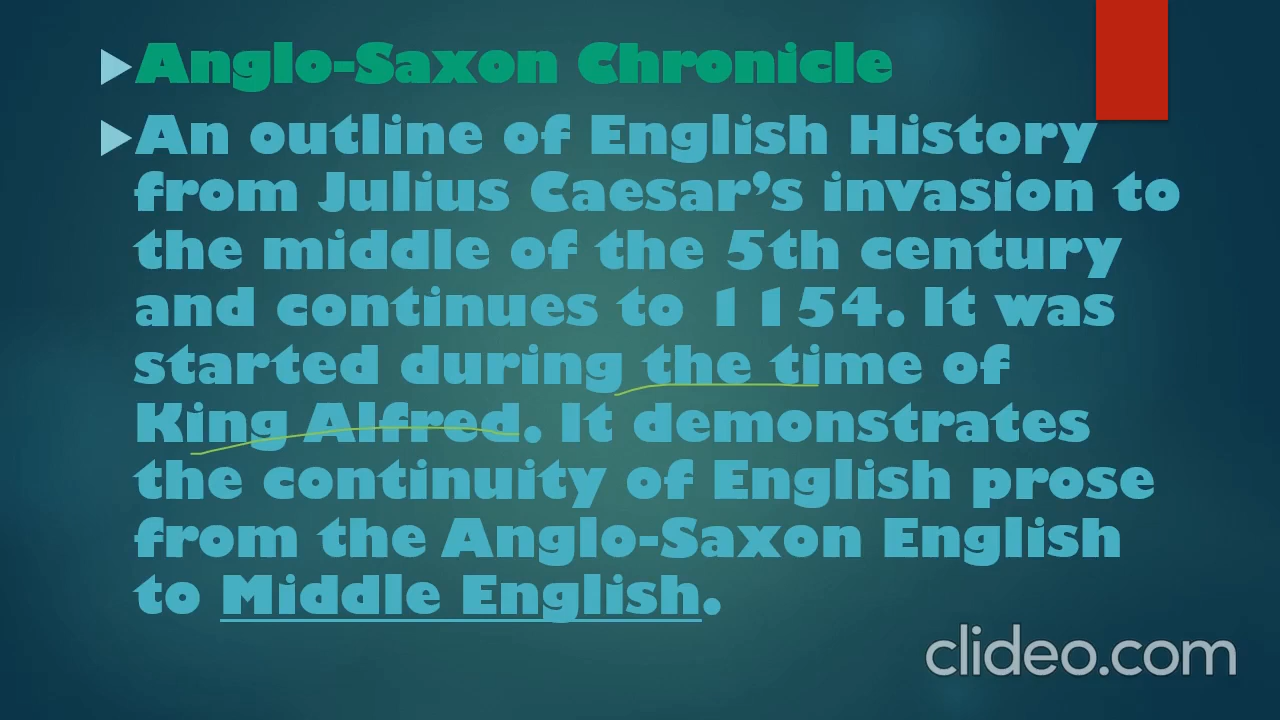 Anglo-Saxon Chronicle
An outline of English History
from Julius Caesar's invasion to
the middle of the 5th century
and continues to 1154. It was
started during the time of
King Alfred. It demonstrates
the continuity of English prose
from the Anglo-Saxon English
to Middle English.
clideo.com